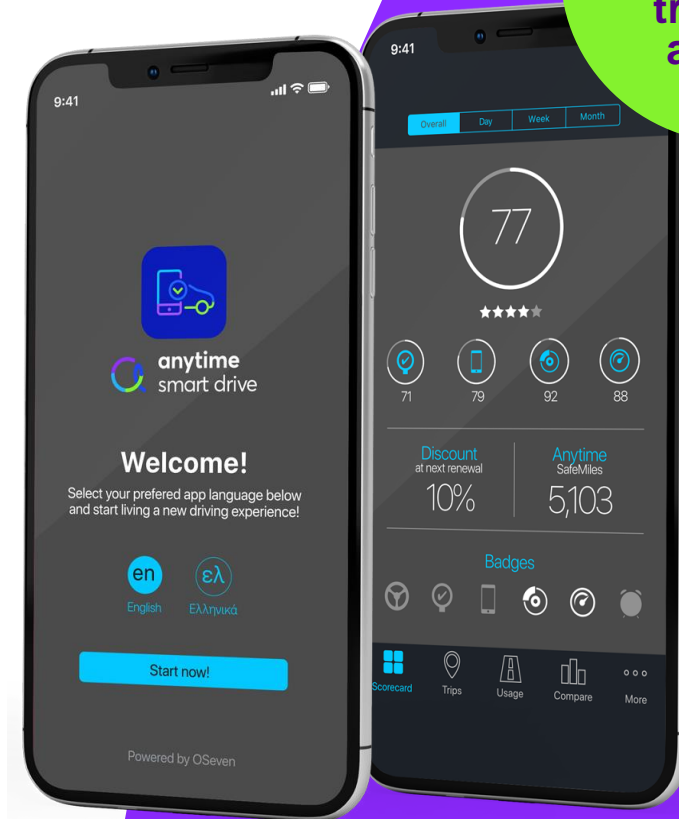 9:41
anytime
smart drive
Welcome!
Select your prefered app language below
and start living a new driving experience!
en
ελ
English
Ελληνικά
Start now!
Powered by OSeven
9:41
Overall
Day
Week
Month
77
71
79
92
88
Discount
at next renewal
10%
Anytime
SafeMiles
5,103
Badges
Scorecard
Trips
Usage
Compare
More